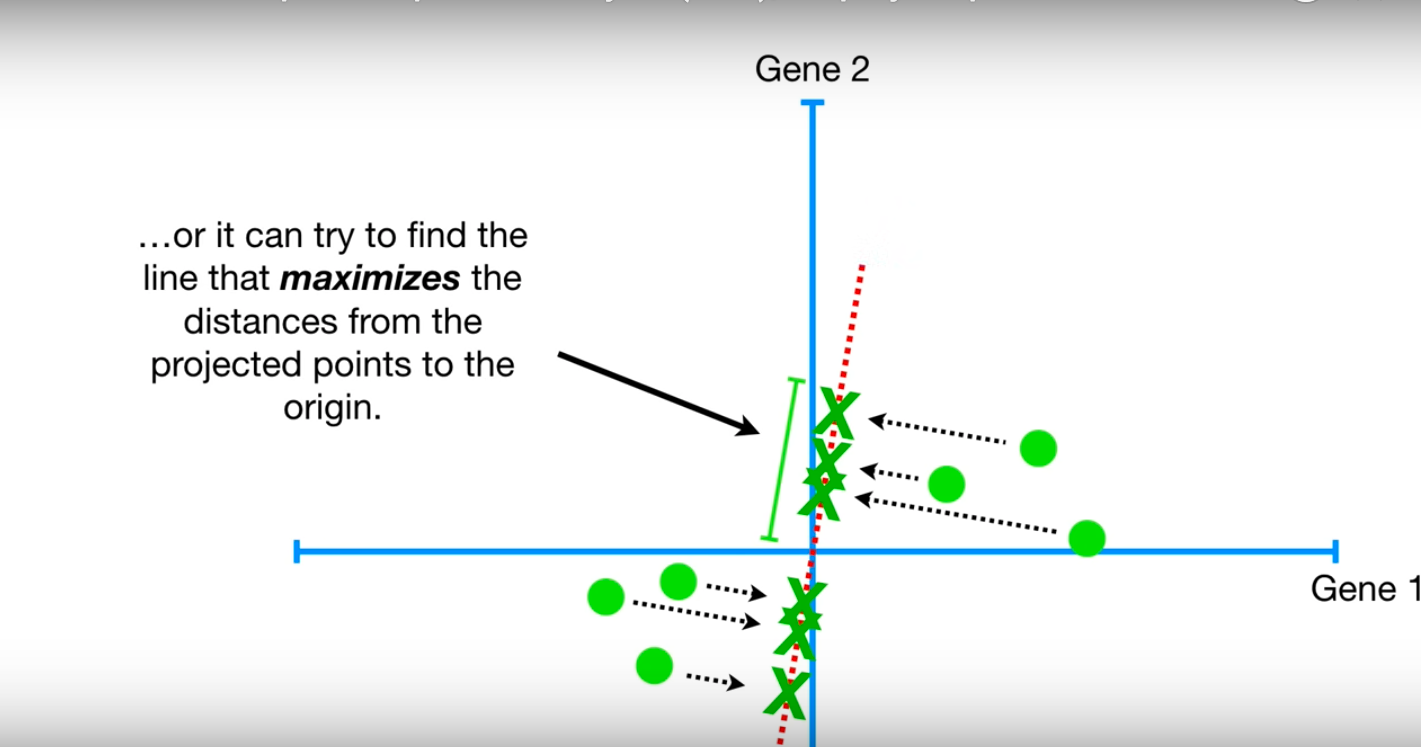 Gene 2
…or it can try to find the
line that maximizes the
distances from the
projected points to the
origin.
Gene 1